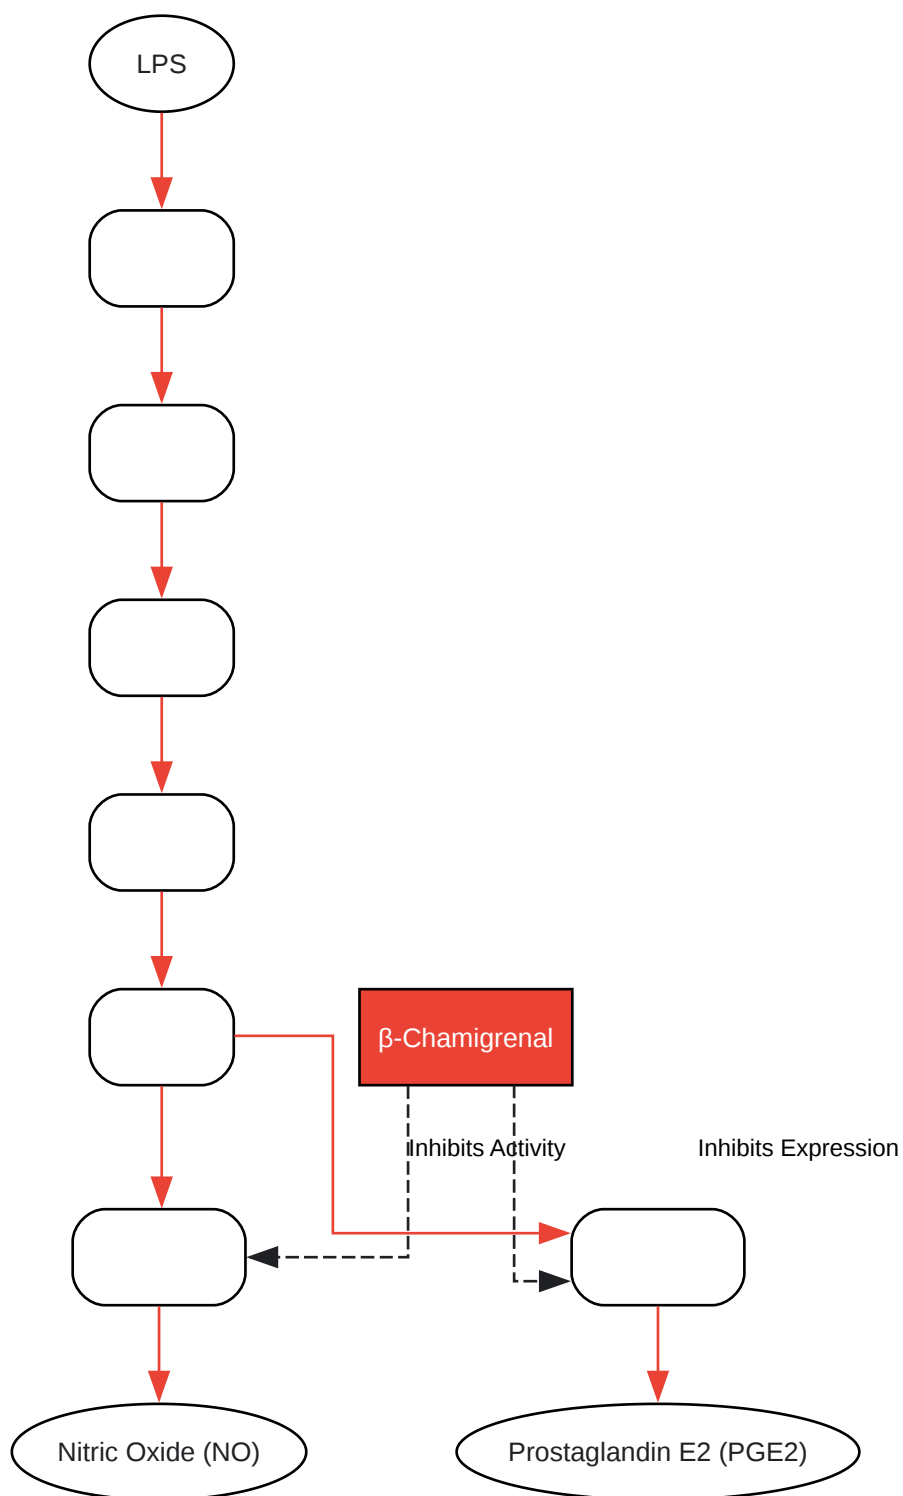 LPS
β-Chamigrenal
Inhibits Activity
Inhibits Expression
Nitric Oxide (NO)
Prostaglandin E2 (PGE2)